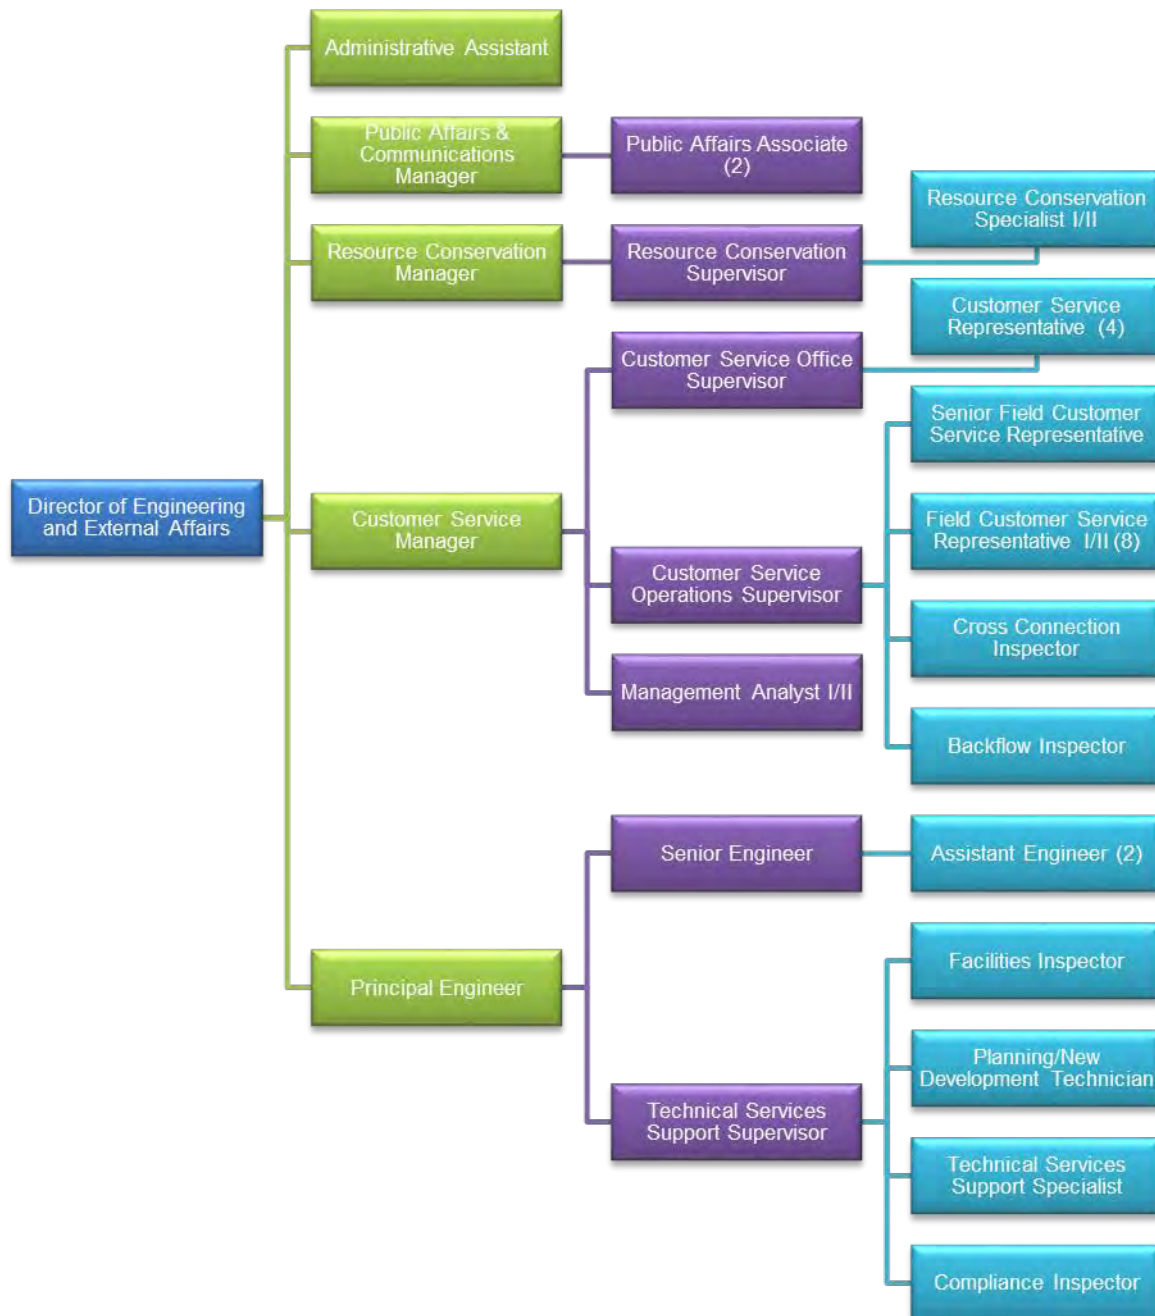 Administrative Assistant
Public Affairs &
Communications
Manager
Public Affairs Associate
(2)
Resource Conservation
Specialist I/II
Resource Conservation
Manager
Resource Conservation
Supervisor
Customer Service
Representative (4)
Customer Service Office
Supervisor
Senior Field Customer
Service Representative
Director of Engineering
and External Affairs
Customer Service
Manager
Field Customer Service
Representative I/II (8)
Customer Service
Operations Supervisor
Cross Connection
Inspector
Management Analyst I/II
Backflow Inspector
Senior Engineer
Assistant Engineer (2)
Principal Engineer
Facilities Inspector
Planning/New
Development Technician
Technical Services
Support Supervisor
Technical Services
Support Specialist
Compliance Inspector